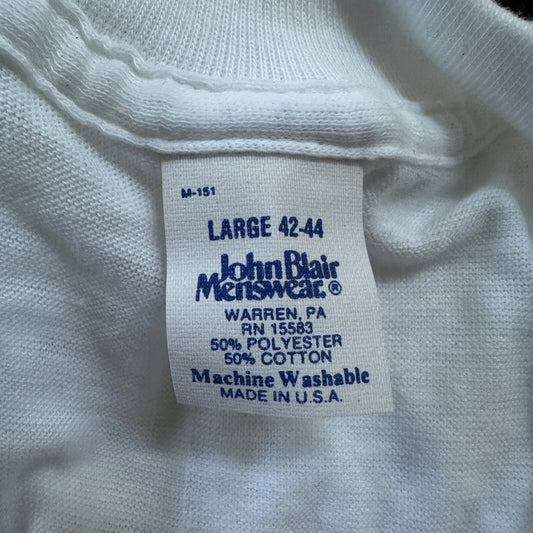 M-151
LARGE 42-44
John Blair
Menswear.®
WARREN, PA
RN 15583
50% POLYESTER
50% COTTON
Machine Washable
MADE IN U.S.A.